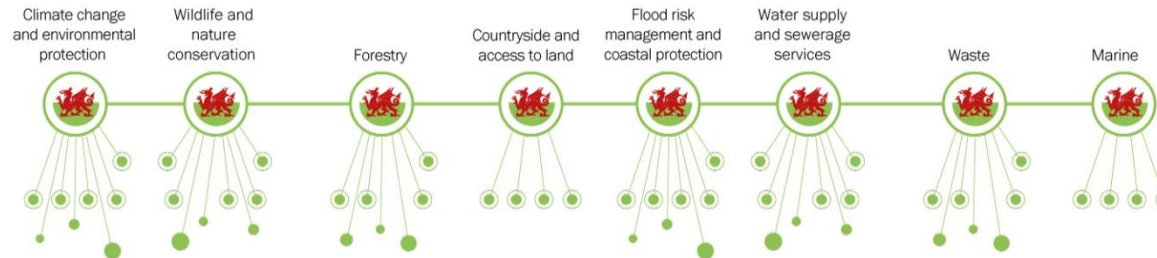 Climate change
and environmental
protection
Wildlife and
nature
conservation
Forestry
Countryside and
access to land
Flood risk
management and
coastal protection
Water supply
and sewerage
services
Waste
Marine